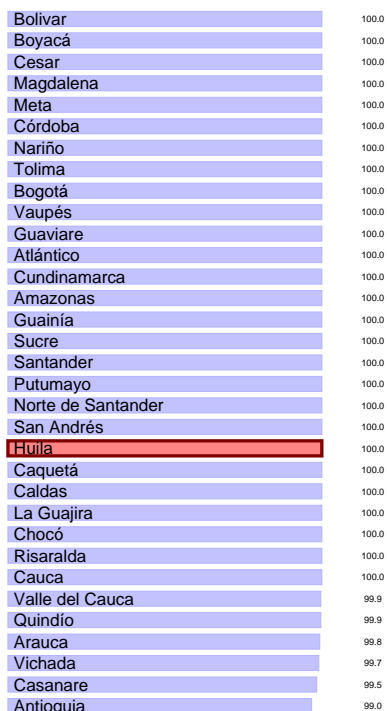 Bolivar 100.0
Boyacá 100.0
Cesar 100.0
Magdalena 100.0
Meta 100.0
Córdoba 100.0
Nariño 100.0
Tolima 100.0
Bogotá 100.0
Vaupés 100.0
Guaviare 100.0
Atlántico 100.0
Cundinamarca 100.0
Amazonas 100.0
Guainía 100.0
Sucre 100.0
Santander 100.0
Putumayo 100.0
Norte de Santander 100.0
San Andrés 100.0
Huila 100.0
Caquetá 100.0
Caldas 100.0
La Guajira 100.0
Chocó 100.0
Risaralda 100.0
Cauca 100.0
Valle del Cauca 99.9
Quindío 99.9
Arauca 99.8
Vichada 99.7
Casanare 99.5
Antioquia 99.0